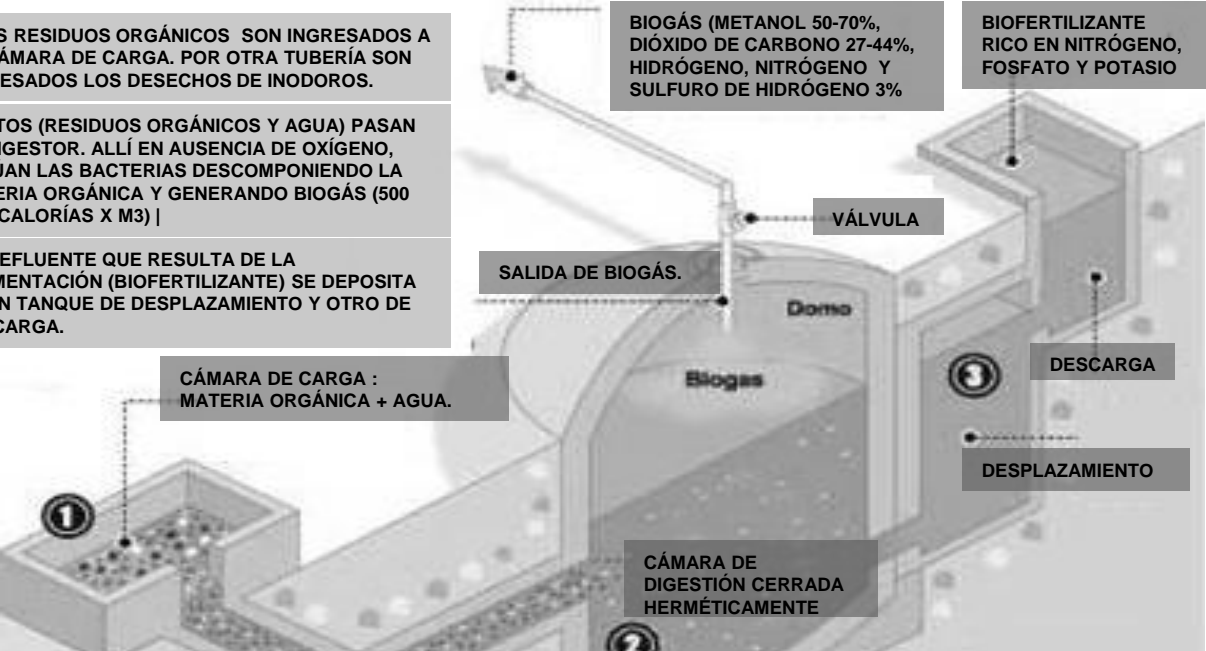 S RESIDUOS ORGÁNICOS SON INGRESADOS A
ÁMARA DE CARGA. POR OTRA TUBERÍA SON
ESADOS LOS DESECHOS DE INODOROS.
TOS (RESIDUOS ORGÁNICOS Y AGUA) PASAN
IGESTOR. ALLÍ EN AUSENCIA DE OXÍGENO,
ÚAN LAS BACTERIAS DESCOMPONIENDO LA
ERIA ORGÁNICA Y GENERANDO BIOGÁS (500
CALORÍAS X M3) |
EFLUENTE QUE RESULTA DE LA
MENTACIÓN (BIOFERTILIZANTE) SE DEPOSITA
N TANQUE DE DESPLAZAMIENTO Y OTRO DE
CARGA.
BIOGÁS (METANOL 50-70%,
DIÓXIDO DE CARBONO 27-44%,
HIDRÓGENO, NITRÓGENO Y
SULFURO DE HIDRÓGENO 3%
BIOFERTILIZANTE
RICO EN NITRÓGENO,
FOSFATO Y POTASIO
VÁLVULA
SALIDA DE BIOGÁS.
Domo
Biogas
3
DESCARGA
DESPLAZAMIENTO
CÁMARA DE CARGA :
MATERIA ORGÁNICA + AGUA.
1
CÁMARA DE
DIGESTIÓN CERRADA
HERMÉTICAMENTE
2